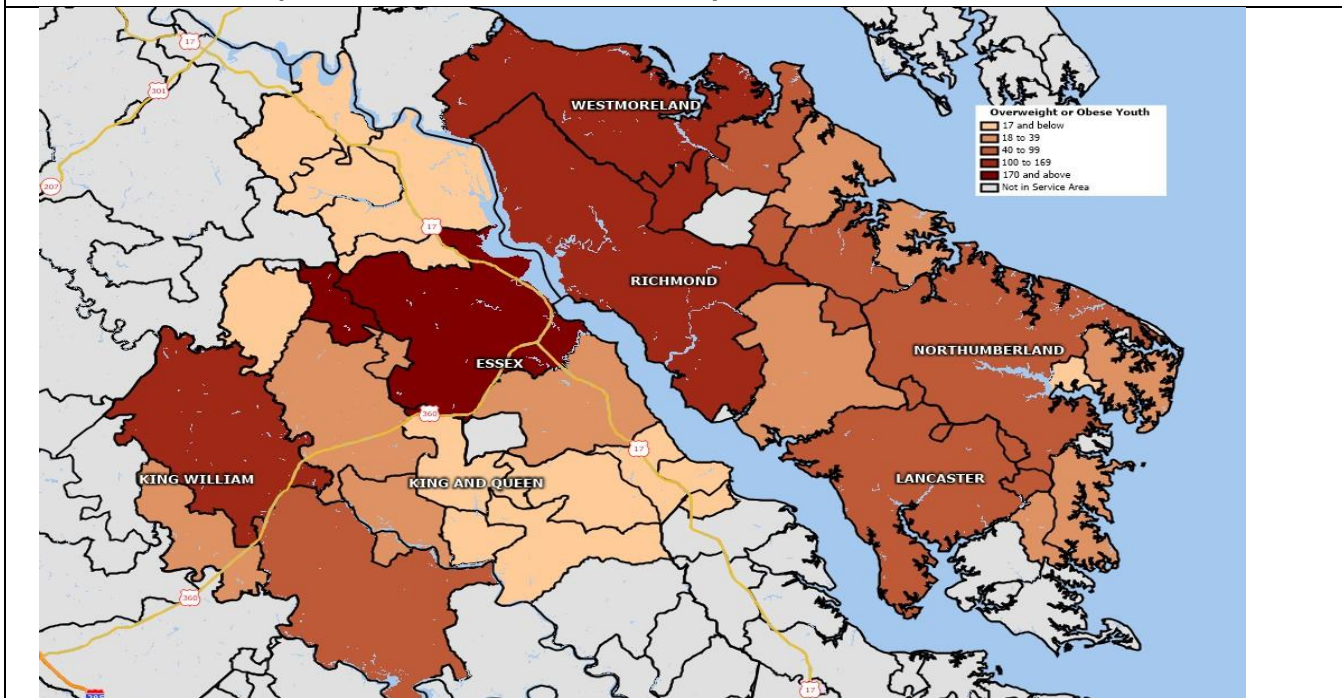 17
301
207
WESTMORELAND
Overweight or Obese Youth
17 and below
18 to 39
40 to 99
100 to 169
170 and above
Not in Service Area
17
RICHMOND
NORTHUMBERLAND
ESSEX
360
17
KING WILLIAM
KING AND QUEEN
LANCASTER
360
17